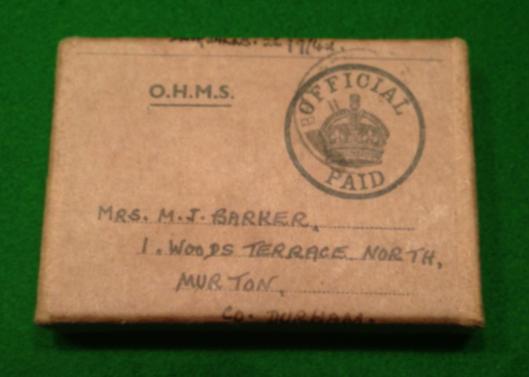 O.H.M.S.
OFFICIAL
PAID
MRS. M.J. BARKER,
1. WOODS TERRACE NORTH,
MURTON,
CO. DURHAM.